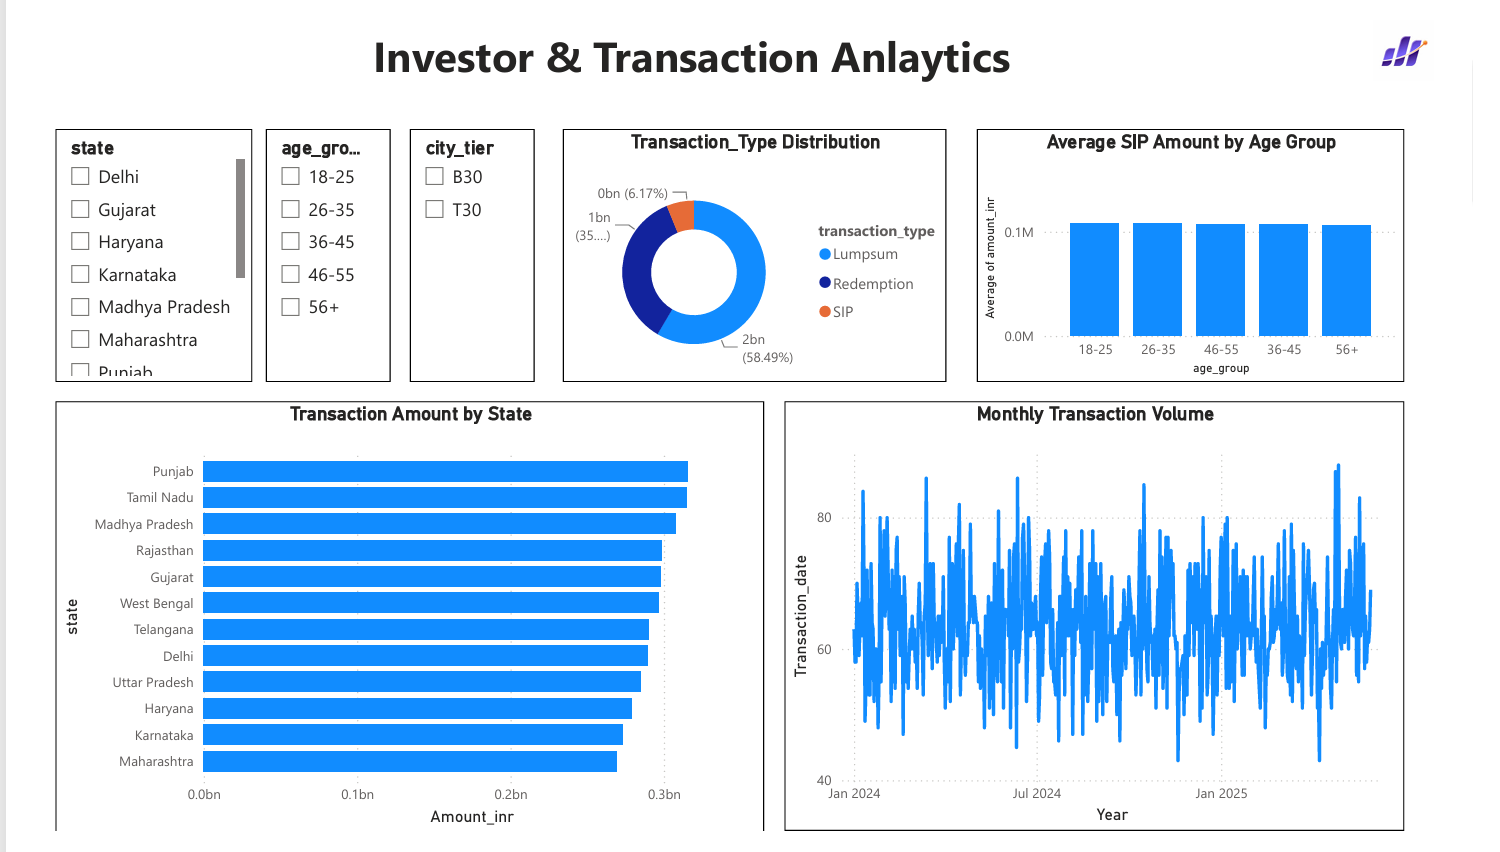 Investor & Transaction Anlaytics
state
Delhi
Gujarat
Haryana
Karnataka
Madhya Pradesh
Maharashtra
Punjab
age_gro...
18-25
26-35
36-45
46-55
56+
city_tier
B30
T30
Transaction_Type Distribution
0bn (6.17%)
1bn
(35....)
2bn
(58.49%)
transaction_type
Lumpsum
Redemption
SIP
Average SIP Amount by Age Group
Average of amount_inr
0.1M
0.0M
18-25
26-35
46-55
36-45
56+
age_group
Transaction Amount by State
state
Punjab
Tamil Nadu
Madhya Pradesh
Rajasthan
Gujarat
West Bengal
Telangana
Delhi
Uttar Pradesh
Haryana
Karnataka
Maharashtra
0.0bn
0.1bn
0.2bn
0.3bn
Amount_inr
Monthly Transaction Volume
Transaction_date
80
60
40
Jan 2024
Jul 2024
Jan 2025
Year